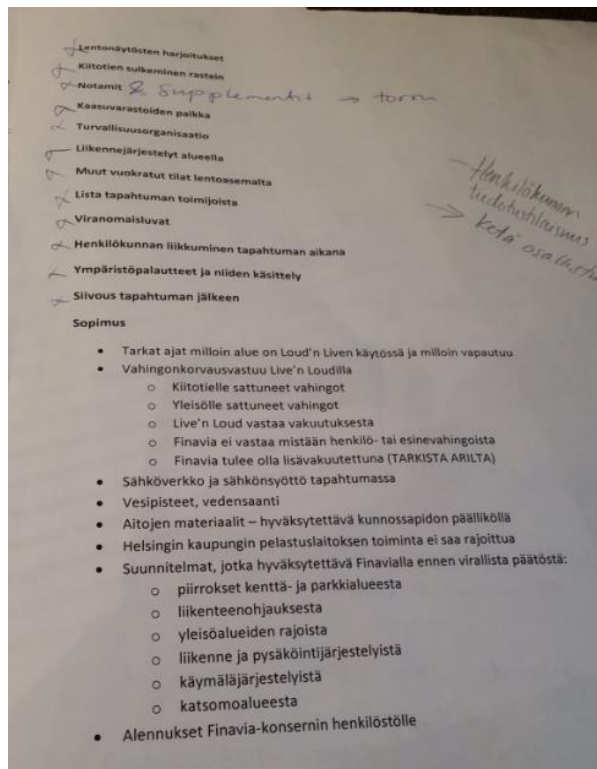 Lentonäytösten harjoitukset
Kiitotien sulkeminen rastein
Notamit & Supplementit → torni
Kaasuvarastoiden paikka
Turvallisuusorganisaatio
Liikennejärjestelyt alueella
Muut vuokratut tilat lentoasemalta
Lista tapahtuman toimijoista
Viranomaisluvat
Henkilökunnan liikkuminen tapahtuman aikana
Ympäristöpalautteet ja niiden käsittely
Siivous tapahtuman jälkeen
- Henkilökunnan
tiedotustilaisuus
→ Ketä
Sopimus
• Tarkat ajat milloin alue on Loud'n Liven käytössä ja milloin vapautuu
• Vahingonkorvausvastuu Live'n Loudilla
o Kiitotielle sattuneet vahingot
o Yleisölle sattuneet vahingot
o Live'n Loud vastaa vakuutuksesta
o Finavia ei vastaa mistään henkilö- tai esinevahingoista
o Finavia tulee olla lisävakuutettuna (TARKISTA ARILTA)
• Sähköverkko ja sähkönsyöttö tapahtumassa
• Vesipisteet, vedensaanti
• Aitojen materiaalit – hyväksytettävä kunnossapidon päälliköllä
• Helsingin kaupungin pelastuslaitoksen toiminta ei saa rajoittua
• Suunnitelmat, jotka hyväksytettävä Finavialla ennen virallista päätöstä:
o piirrokset kenttä- ja parkkialueesta
o liikenteenohjauksesta
o yleisöalueiden rajoista
o liikenne ja pysäköintijärjestelyistä
o käymäläjärjestelyistä
o katsomoalueesta
• Alennukset Finavia-konsernin henkilöstölle